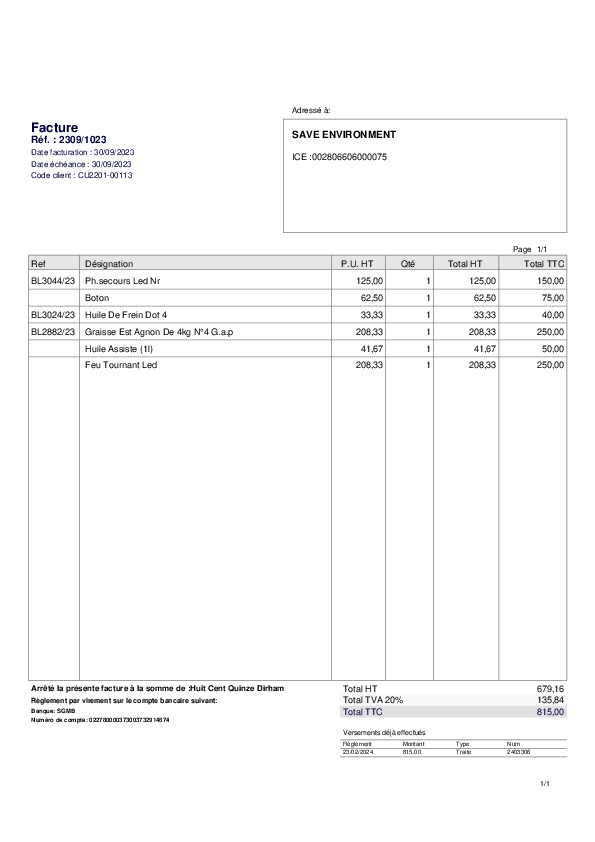 Adressé à:
Facture
Réf. : 2309/1023
Date facturation : 30/09/2023
Date échéance : 30/09/2023
Code client : CU2201-00113
SAVE ENVIRONMENT
ICE :002806606000075
Page 1/1
Ref Désignation P.U. HT Qté Total HT Total TTC
BL3044/23 Ph.secours Led Nr 125,00 1 125,00 150,00
Boton 62,50 1 62,50 75,00
BL3024/23 Huile De Frein Dot 4 33,33 1 33,33 40,00
BL2882/23 Graisse Est Agnon De 4kg N°4 G.a.p 208,33 1 208,33 250,00
Huile Assiste (1l) 41,67 1 41,67 50,00
Feu Tournant Led 208,33 1 208,33 250,00
Arrêté la présente facture à la somme de :Huit Cent Quinze Dirham
Règlement par virement sur le compte bancaire suivant:
Banque: SGMB
Numéro de compte: 022780000373003732914874
Total HT 679,16
Total TVA 20% 135,84
Total TTC 815,00
Versements déjà effectués
Règlement Montant Type Num
23/02/2024 815,00 Traite 2403306
1/1